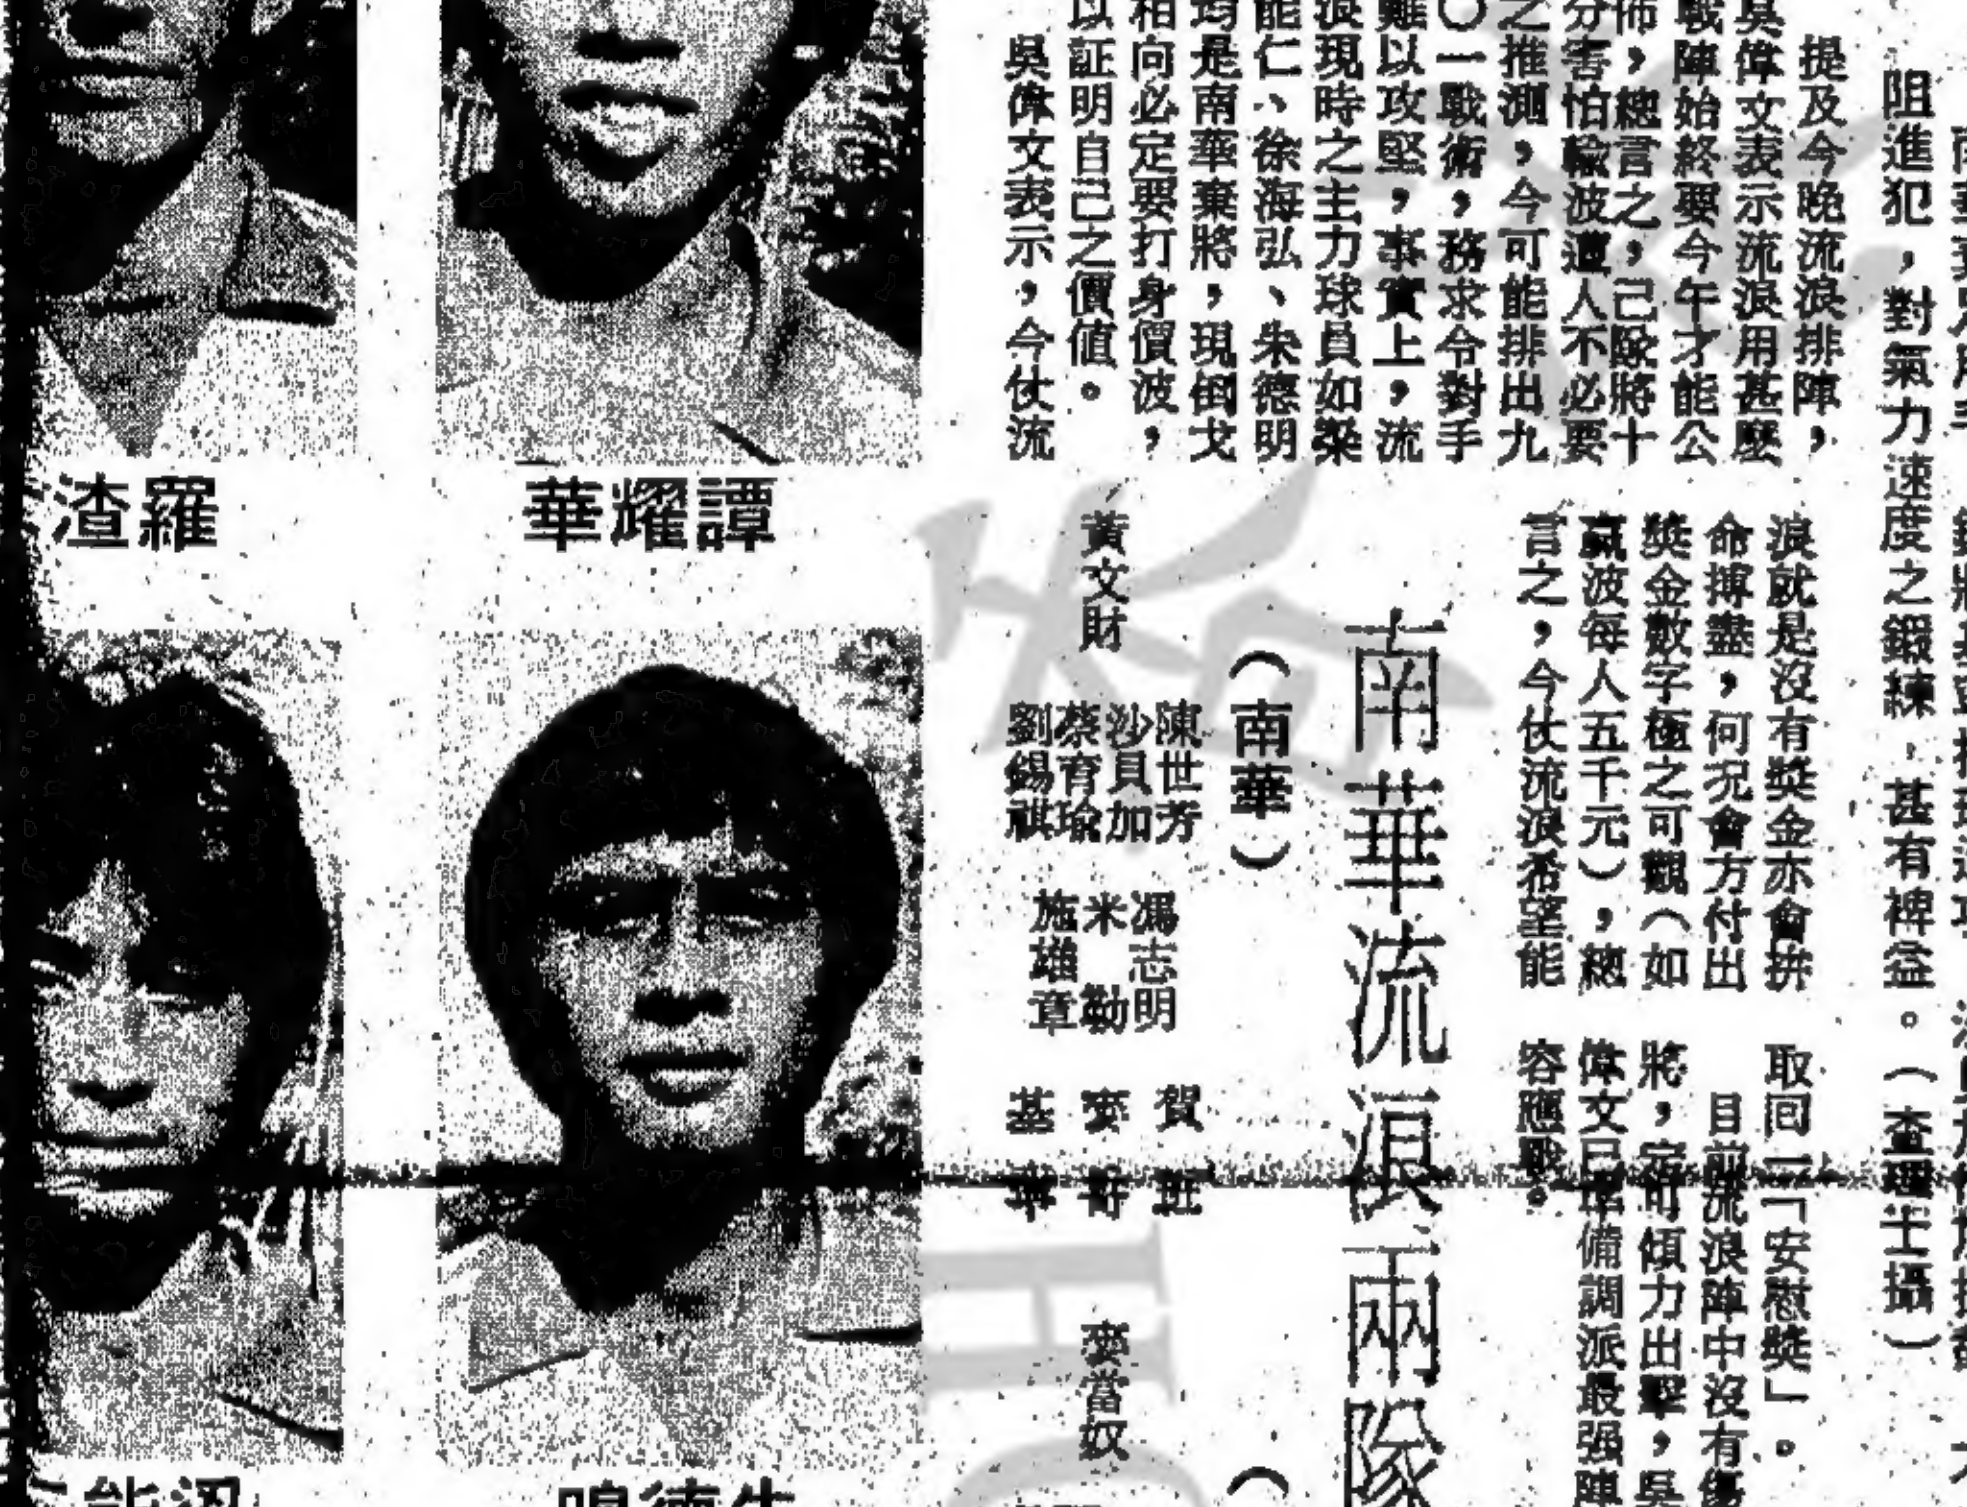 阻進犯，對氣力速度之鍛練，甚有裨益。（查理士攝）
提及今晚流浪排陣，
吳偉文表示流浪用甚麽
戰陣始終要今午才能公
佈，總言之，己隊將十
分害怕輸波遭人不必要
之推測，今可能排出九
〇一戰術，務求令對手
難以攻堅，事實上，流
浪現時之主力球員如梁
能仁、徐海弘、朱德明
均是南華棄將，現倒戈
相向必定要打身價波，
以証明自己之價值。
吳偉文表示，今仗流
浪就是沒有獎金亦會拚
命搏盡，何況會方付出
獎金數字極之可觀（如
贏波每人五千元），總
言之，今仗流浪希望能
取回一「安慰獎」。
目前流浪陣中沒有傷
將，定可傾力出擊，吳
偉文已準備調派最强陣
容應戰。
南華流浪兩隊
（南華）
黃文財
陳世芳
沙貝加
蔡育瑜
劉錫祺
馮志明
米勒
施雄章
賀班
麥哥
基
麥當奴
譚耀華
羅渣